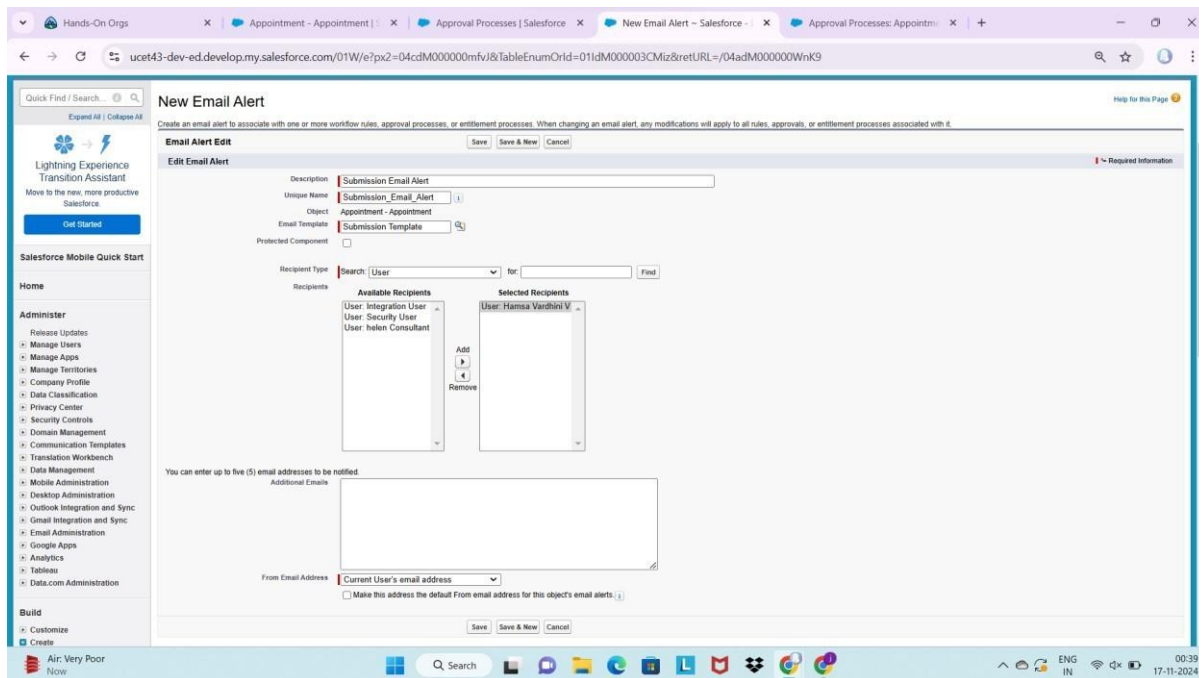 Hands-On Orgs
Appointment - Appointment | S
Approval Processes | Salesforce
New Email Alert ~ Salesforce -
Approval Processes: Appointme
ucet43-dev-ed.develop.my.salesforce.com/01W/e?px2=04cdM000000mfvJ&TableEnumOrId=01IdM000003CMiz&retURL=/04adM00000WnK9
Quick Find / Search...
Expand All | Collapse All
Lightning Experience
Transition Assistant
Move to the new, more productive
Salesforce.
Get Started
Salesforce Mobile Quick Start
Home
Administer
Release Updates
Manage Users
Manage Apps
Manage Territories
Company Profile
Data Classification
Privacy Center
Security Controls
Domain Management
Communication Templates
Translation Workbench
Data Management
Mobile Administration
Desktop Administration
Outlook Integration and Sync
Gmail Integration and Sync
Email Administration
Google Apps
Analytics
Tableau
Data.com Administration
Build
Customize
Create
New Email Alert
Help for this Page
Create an email alert to associate with one or more workflow rules, approval processes, or entitlement processes. When changing an email alert, any modifications will apply to all rules, approvals, or entitlement processes associated with it.
Email Alert Edit Save Save & New Cancel
Edit Email Alert = Required Information
Description Submission Email Alert
Unique Name Submission_Email_Alert
Object Appointment - Appointment
Email Template Submission Template
Protected Component
Recipient Type Search: User for: Find
Recipients Available Recipients Selected Recipients
User: Integration User User: Hamsa Vardhini V
User: Security User
User: helen Consultant
Add
Remove
You can enter up to five (5) email addresses to be notified.
Additional Emails
From Email Address Current User's email address
Make this address the default From email address for this object's email alerts.
Save Save & New Cancel
Air: Very Poor
Now
Search
ENG
IN
00:39
17-11-2024